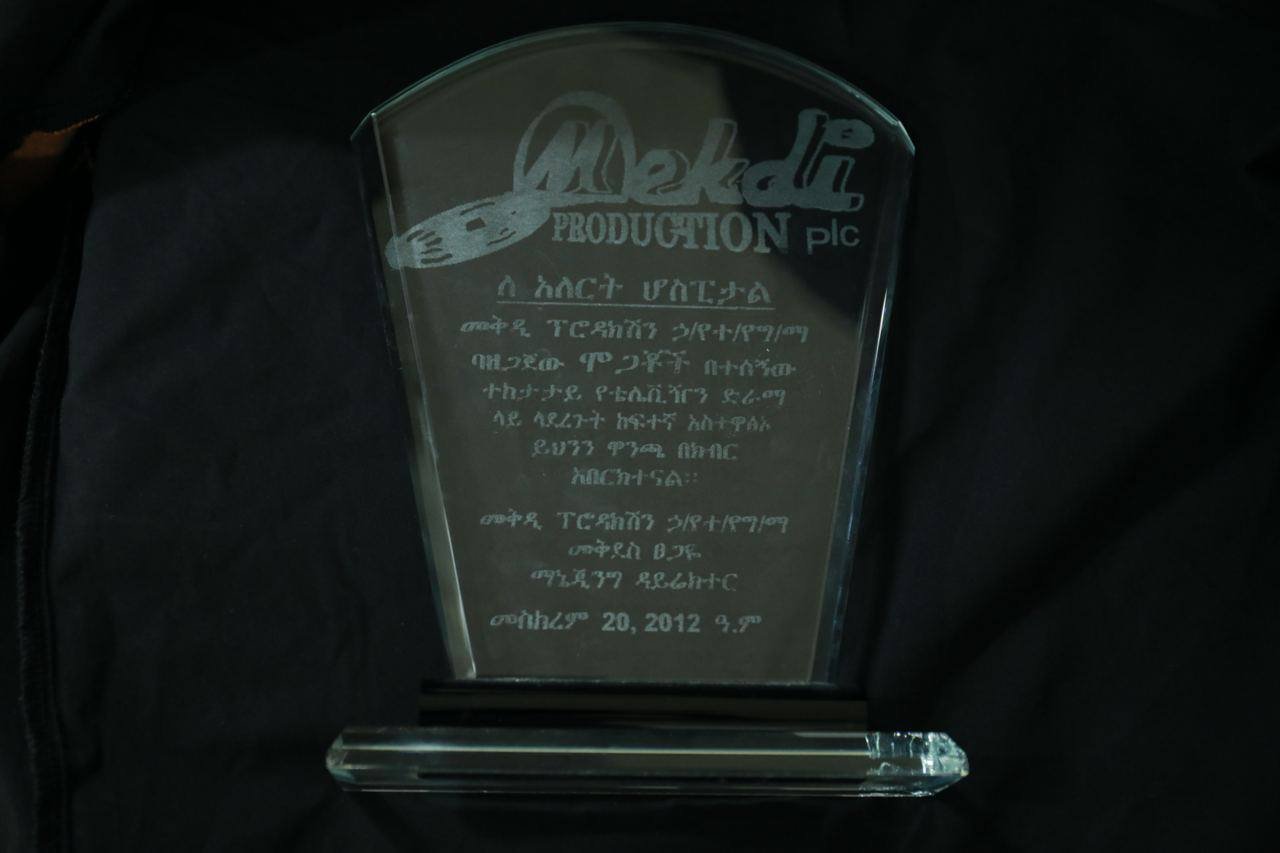 Mekdi
PRODUCTION plc
ለ አለርት ሆስፒታል
መቅዲ ፕሮዳክሽን ኃ/የተ/የግ/ማ
ባዘጋጀው ሞጋቾች በተሰኘው
ተከታታይ የቴሌቪዥን ድራማ
ላይ ላደረጉት ከፍተኛ አስተዋፅኦ
ይህንን ዋንጫ በክብር
አበርክተናል፡፡
መቅዲ ፕሮዳክሽን ኃ/የተ/የግ/ማ
መቅደስ ፀጋዬ
ማኔጂንግ ዳይሬክተር
መስከረም 20, 2012 ዓ.ም